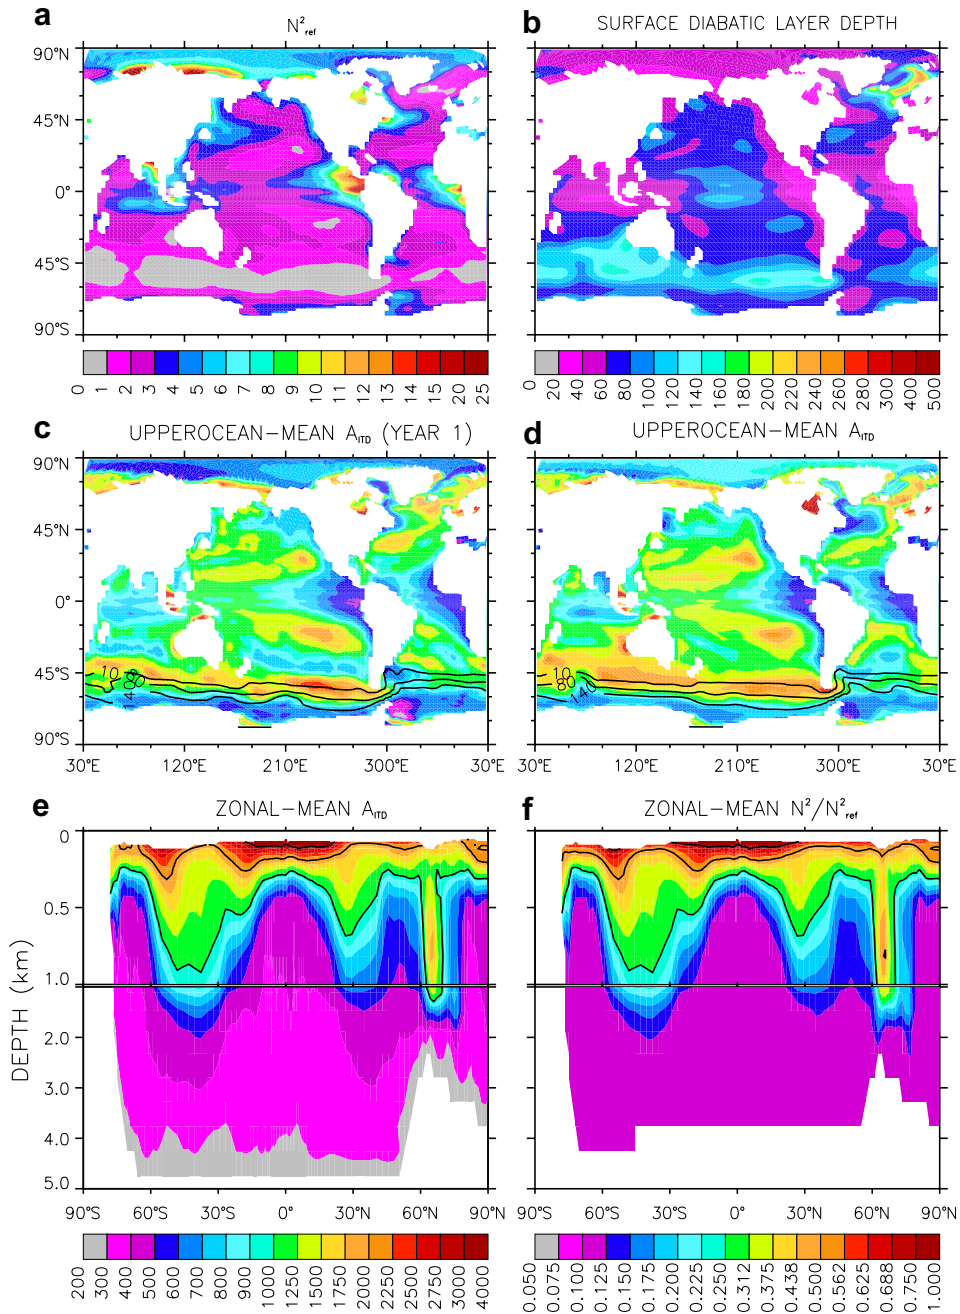 a
N²ref
90°N
45°N
0°
45°S
90°S
0 1 2 3 4 5 6 7 8 9 10 11 12 13 14 15 20 25
b
SURFACE DIABATIC LAYER DEPTH
0 20 40 60 80 100 120 140 160 180 200 220 240 260 280 300 400 500
c
UPPEROCEAN–MEAN A_ITD (YEAR 1)
90°N
45°N
0°
45°S
90°S
10
80
140
30°E 120°E 210°E 300°E 30°E
d
UPPEROCEAN–MEAN A_ITD
10
80
140
30°E 120°E 210°E 300°E 30°E
e
ZONAL–MEAN A_ITD
DEPTH (km)
0
0.5
1.0
2.0
3.0
4.0
5.0
90°S 60°S 30°S 0° 30°N 60°N 90°N
200 300 400 500 600 700 800 900 1000 1250 1500 1750 2000 2250 2500 2750 3000 4000
f
ZONAL–MEAN N²/N²ref
90°S 60°S 30°S 0° 30°N 60°N 90°N
0.050 0.075 0.100 0.125 0.150 0.175 0.200 0.225 0.250 0.312 0.375 0.438 0.500 0.562 0.625 0.688 0.750 1.000